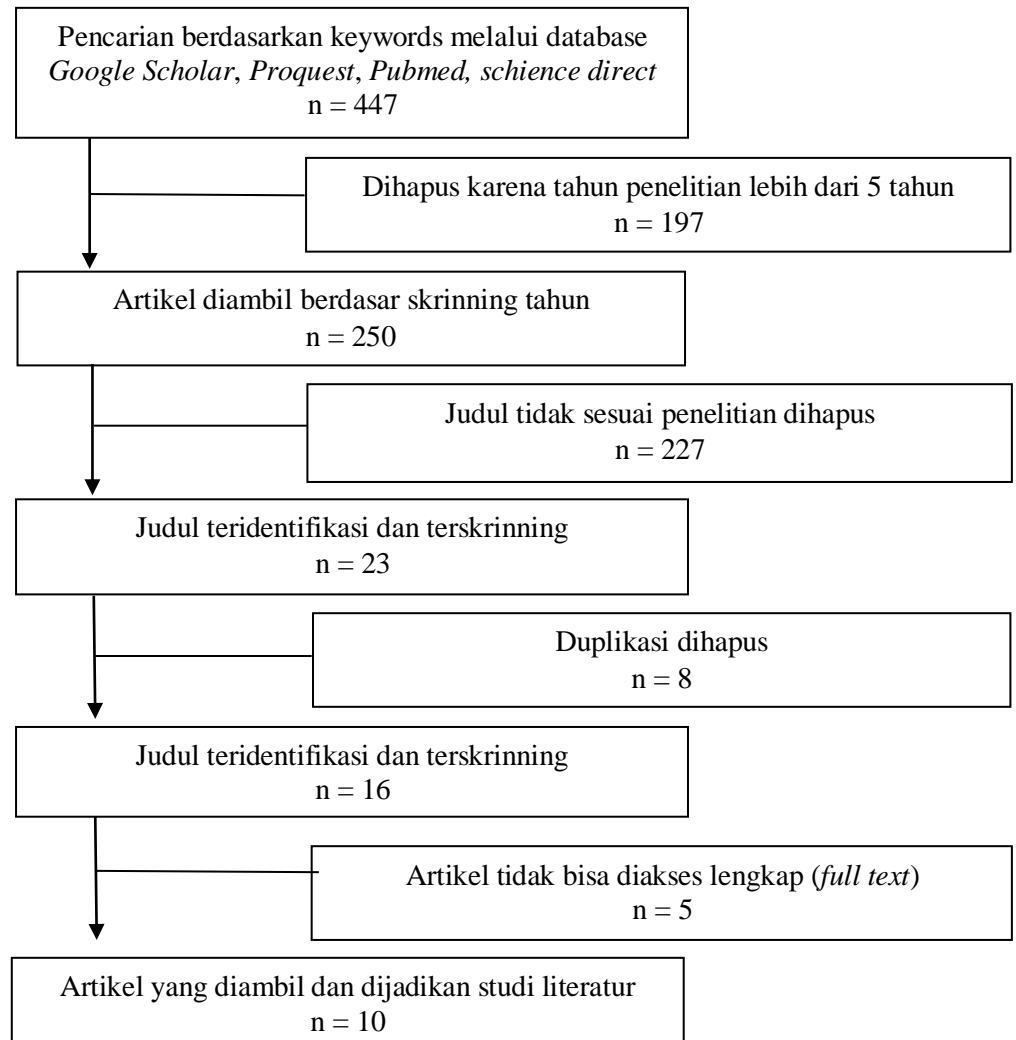 Pencarian berdasarkan keywords melalui database
Google Scholar, Proquest, Pubmed, schience direct
n = 447
Dihapus karena tahun penelitian lebih dari 5 tahun
n = 197
Artikel diambil berdasar skrinning tahun
n = 250
Judul tidak sesuai penelitian dihapus
n = 227
Judul teridentifikasi dan terskrinning
n = 23
Duplikasi dihapus
n = 8
Judul teridentifikasi dan terskrinning
n = 16
Artikel tidak bisa diakses lengkap (full text)
n = 5
Artikel yang diambil dan dijadikan studi literatur
n = 10